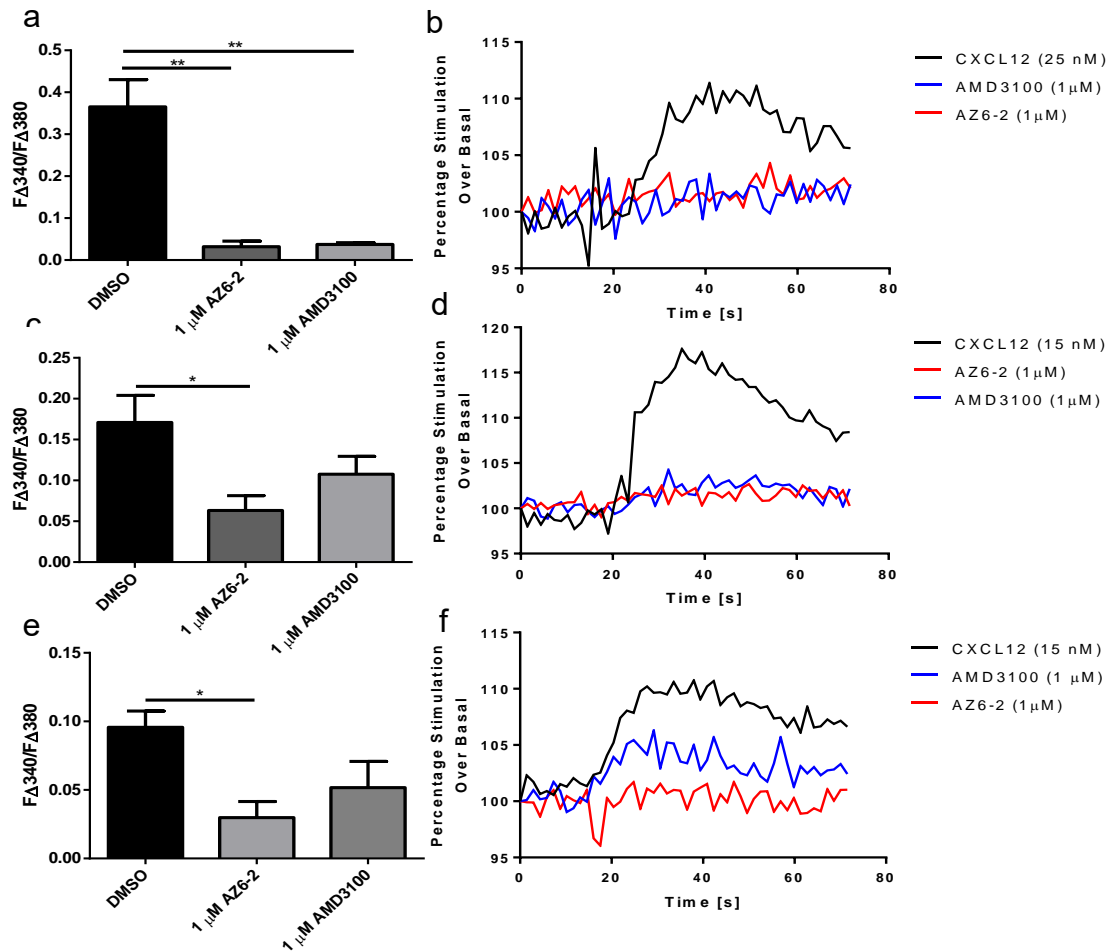 a
**
**
0.5
0.4
0.3
0.2
0.1
0.0
FΔ340/FΔ380
DMSO
1 μM AZ6-2
1 μM AMD3100
b
115
110
105
100
95
Percentage Stimulation
Over Basal
0
20
40
60
80
Time [s]
CXCL12 (25 nM)
AMD3100 (1μM)
AZ6-2 (1μM)
c
*
0.25
0.20
0.15
0.10
0.05
0.00
FΔ340/FΔ380
DMSO
1 μM AZ6-2
1 μM AMD3100
d
120
115
110
105
100
95
Percentage Stimulation
Over Basal
0
20
40
60
80
Time [s]
CXCL12 (15 nM)
AZ6-2 (1μM)
AMD3100 (1μM)
e
*
0.15
0.10
0.05
0.00
FΔ340/FΔ380
DMSO
1 μM AZ6-2
1 μM AMD3100
f
115
110
105
100
95
Percentage Stimulation
Over Basal
0
20
40
60
80
Time [s]
CXCL12 (15 nM)
AMD3100 (1 μM)
AZ6-2 (1μM)